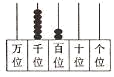 万 千 百 十 个
位 位 位 位 位